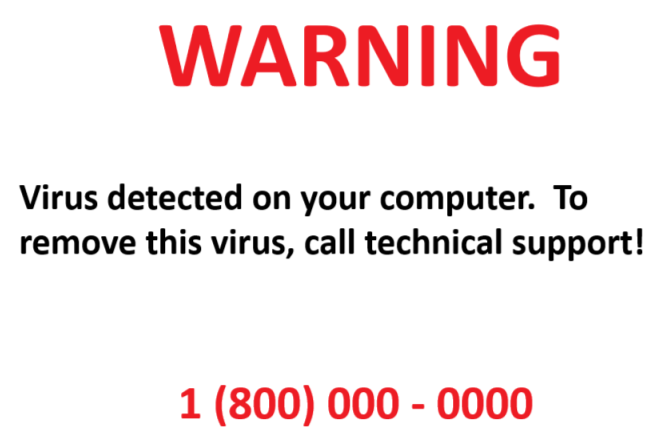 WARNING
Virus detected on your computer.  To
remove this virus, call technical support!
1 (800) 000 - 0000